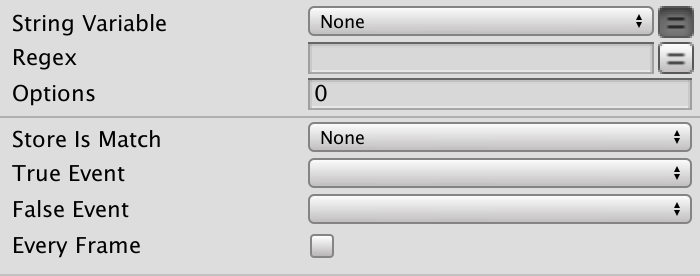 String Variable None
Regex
Options 0
Store Is Match None
True Event
False Event
Every Frame